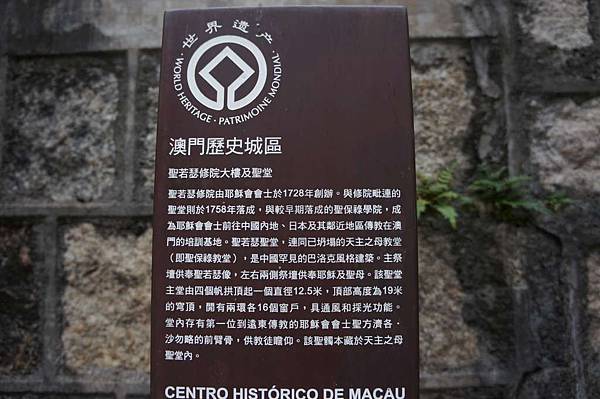 世界遗产
WORLD HERITAGE · PATRIMOINE MONDIAL
澳門歷史城區
聖若瑟修院大樓及聖堂
聖若瑟修院由耶穌會會士於1728年創辦。與修院毗連的
聖堂則於1758年落成，與較早期落成的聖保祿學院，成
為耶穌會會士前往中國內地、日本及其鄰近地區傳教在澳
門的培訓基地。聖若瑟聖堂，連同已坍塌的天主之母教堂
（即聖保祿教堂），是中國罕見的巴洛克風格建築。主祭
壇供奉聖若瑟像，左右兩側祭壇供奉耶穌及聖母。該聖堂
主堂由四個帆拱頂起一個直徑12.5米，頂部高度為19米
的穹頂，開有兩環各16個窗戶，具通風和採光功能。
堂內存有第一位到遠東傳教的耶穌會會士聖方濟各·
沙勿略的前臂骨，供教徒瞻仰。該聖髑本藏於天主之母
聖堂內。
CENTRO HISTÓRICO DE MACAU